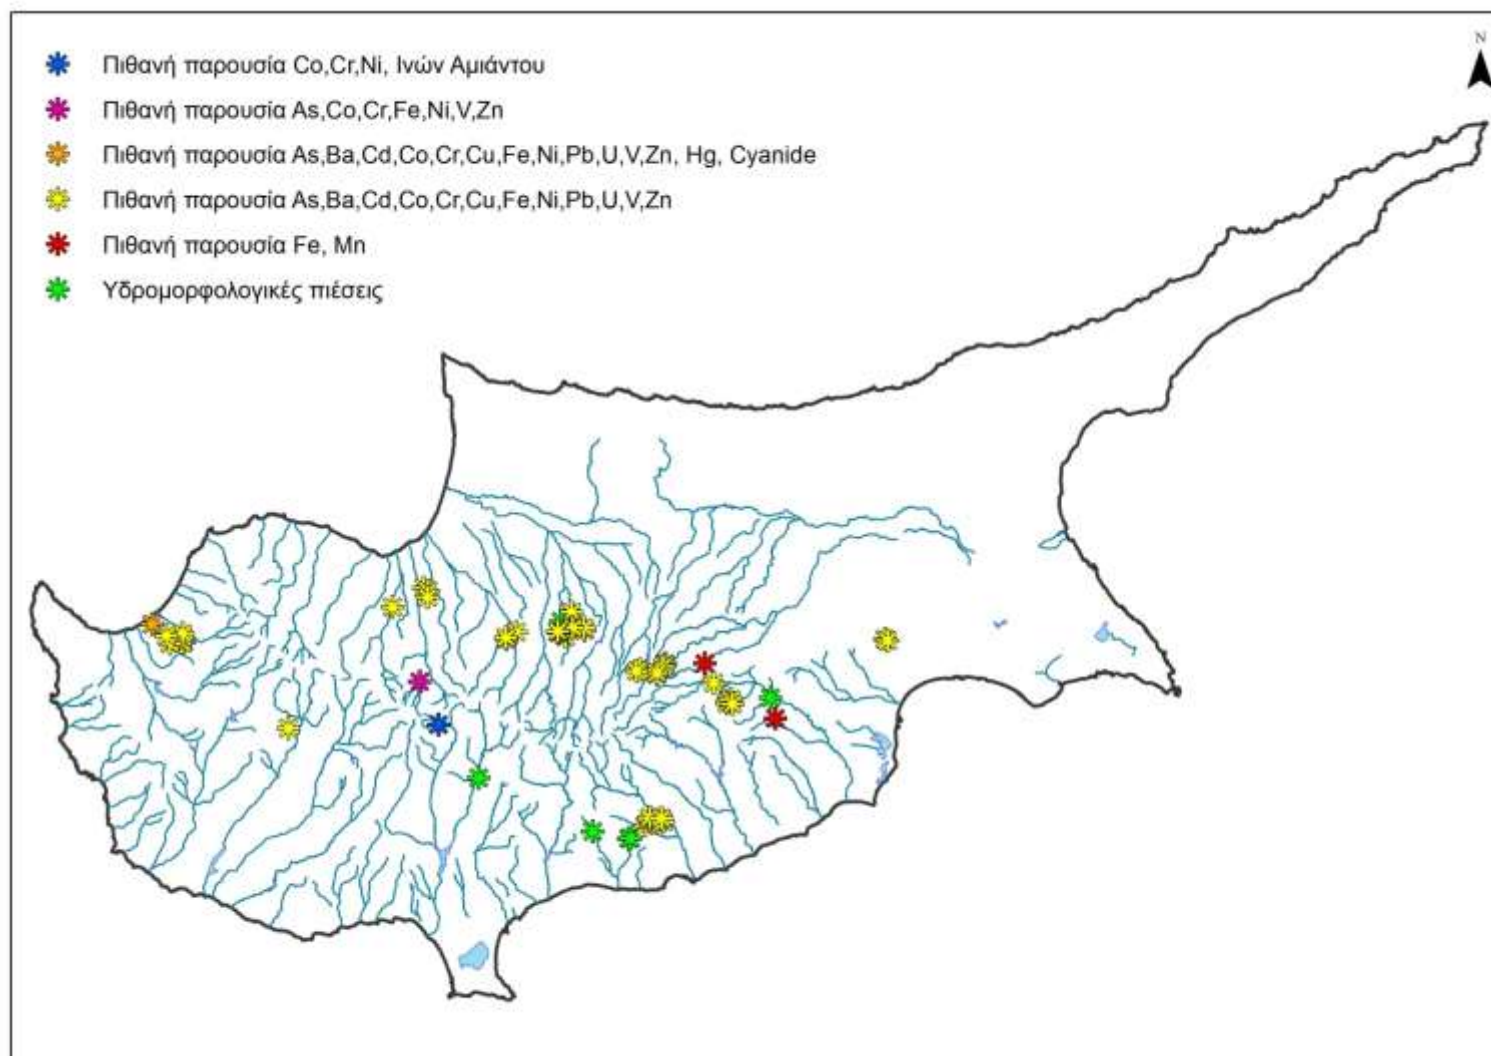 Πιθανή παρουσία Co,Cr,Ni, Ινών Αμιάντου
Πιθανή παρουσία As,Co,Cr,Fe,Ni,V,Zn
Πιθανή παρουσία As,Ba,Cd,Co,Cr,Cu,Fe,Ni,Pb,U,V,Zn, Hg, Cyanide
Πιθανή παρουσία As,Ba,Cd,Co,Cr,Cu,Fe,Ni,Pb,U,V,Zn
Πιθανή παρουσία Fe, Mn
Υδρομορφολογικές πιέσεις
N